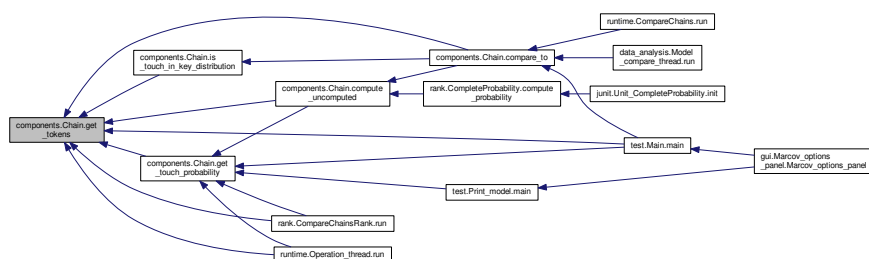 components.Chain.get
_tokens
components.Chain.is
_touch_in_key_distribution
components.Chain.compute
_uncomputed
components.Chain.get
_touch_probability
components.Chain.compare_to
rank.CompleteProbability.compute
_probability
test.Print_model.main
rank.CompareChainsRank.run
runtime.Operation_thread.run
runtime.CompareChains.run
data_analysis.Model
_compare_thread.run
junit.Unit_CompleteProbability.init
test.Main.main
gui.Marcov_options
_panel.Marcov_options_panel